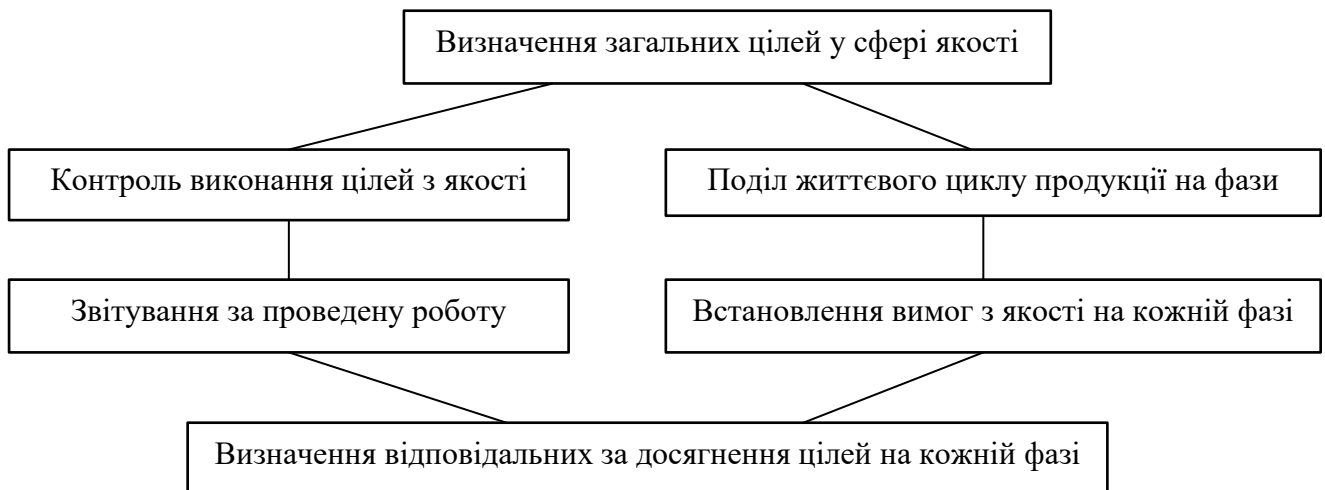 Визначення загальних цілей у сфері якості
Контроль виконання цілей з якості
Поділ життєвого циклу продукції на фази
Звітування за проведену роботу
Встановлення вимог з якості на кожній фазі
Визначення відповідальних за досягнення цілей на кожній фазі